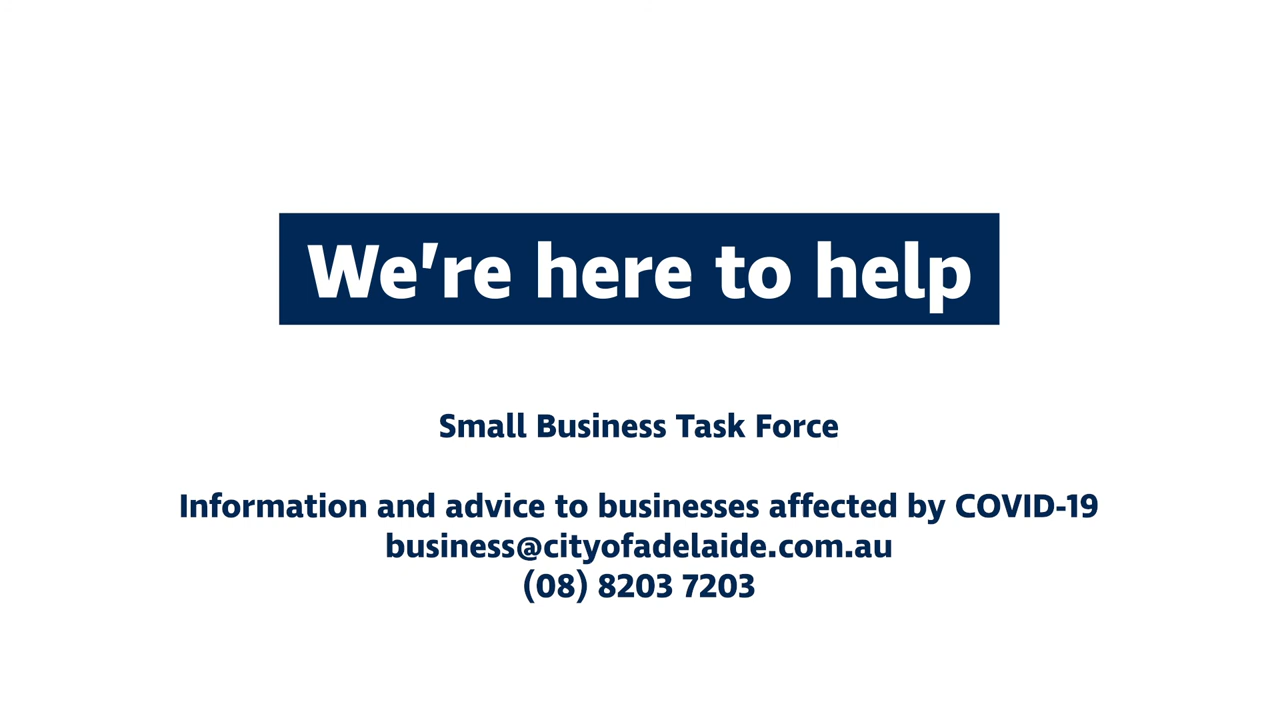 We're here to help
Small Business Task Force
Information and advice to businesses affected by COVID-19
business@cityofadelaide.com.au
(08) 8203 7203